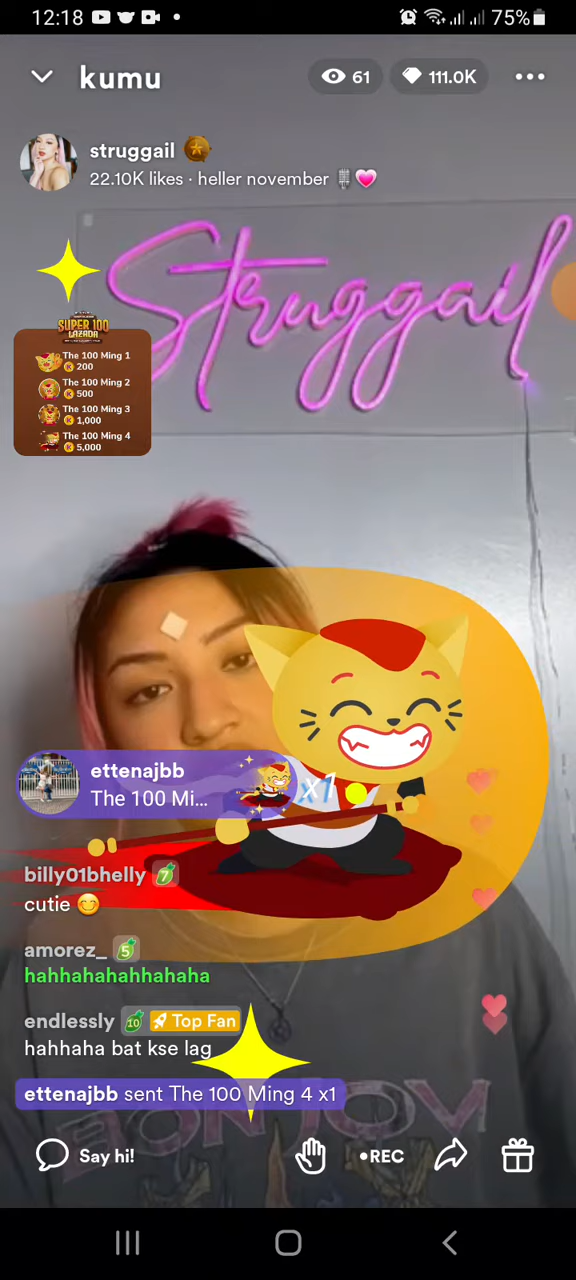 12:18
75%
kumu
61
111.0K
struggail
22.10K likes · heller november 🎙💗
Struggail
SUPER 100
LAZADA
The 100 Ming 1
200
The 100 Ming 2
500
The 100 Ming 3
1,000
The 100 Ming 4
5,000
ettenajbb
The 100 Mi...
x1
billy01bhelly 7
cutie 😊
amorez_ 5
hahhahahahhahaha
endlessly 10 Top Fan
hahhaha bat kse lag
ettenajbb sent The 100 Ming 4 x1
BON JOVI
Say hi!
•REC